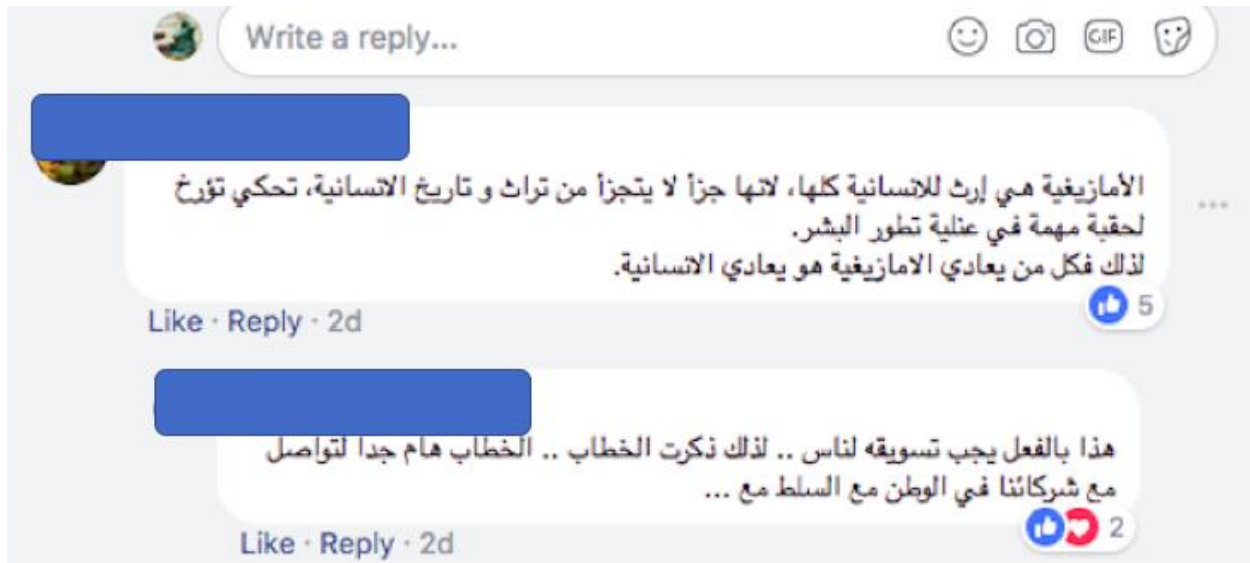 Write a reply...
GIF
الأمازيغية هي إرث للانسانية كلها، لانها جزأ لا يتجزأ من تراث و تاريخ الانسانية، تحكي تؤرخ
لحقبة مهمة في عنلية تطور البشر.
لذلك فكل من يعادي الامازيغية هو يعادي الانسانية.
5
Like · Reply · 2d
هذا بالفعل يجب تسويقه لناس .. لذلك ذكرت الخطاب .. الخطاب هام جدا لتواصل
مع شركائنا في الوطن مع السلط مع ...
2
Like · Reply · 2d